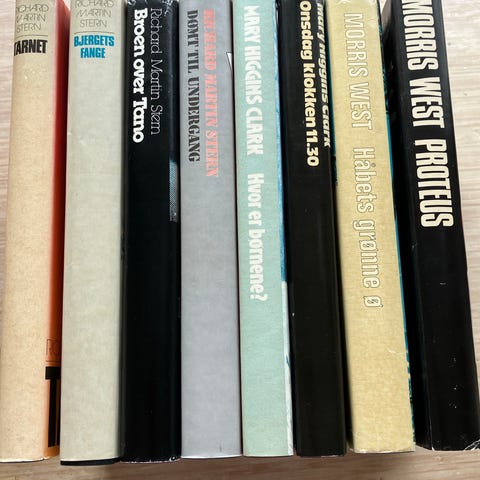 RICHARD
MARTIN
STERN
TÅRNET
RICHARD
MARTIN
STERN
BJERGETS
FANGE
Richard Martin Stern
Broen over Tamo
RICHARD MARTIN STERN
DØMT TIL UNDERGANG
MARY HIGGINS CLARK Hvor er børnene?
Mary Higgins Clark
Onsdag klokken 11.30
MORRIS WEST Håbets grønne ø
MORRIS WEST PROTEUS